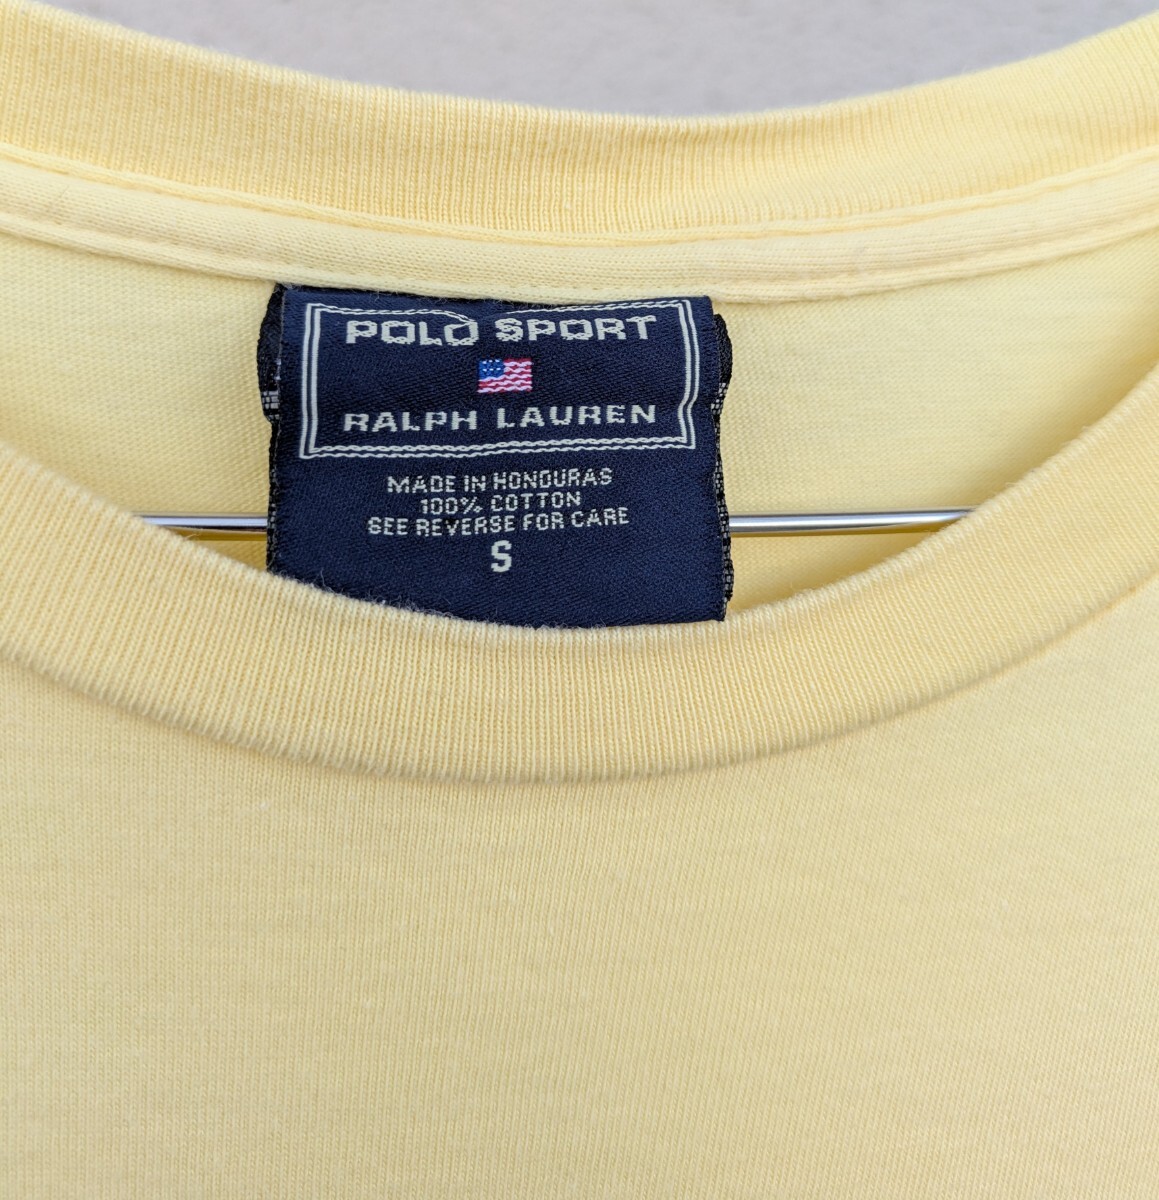 POLO SPORT
RALPH LAUREN
MADE IN HONDURAS
100% COTTON
SEE REVERSE FOR CARE
S